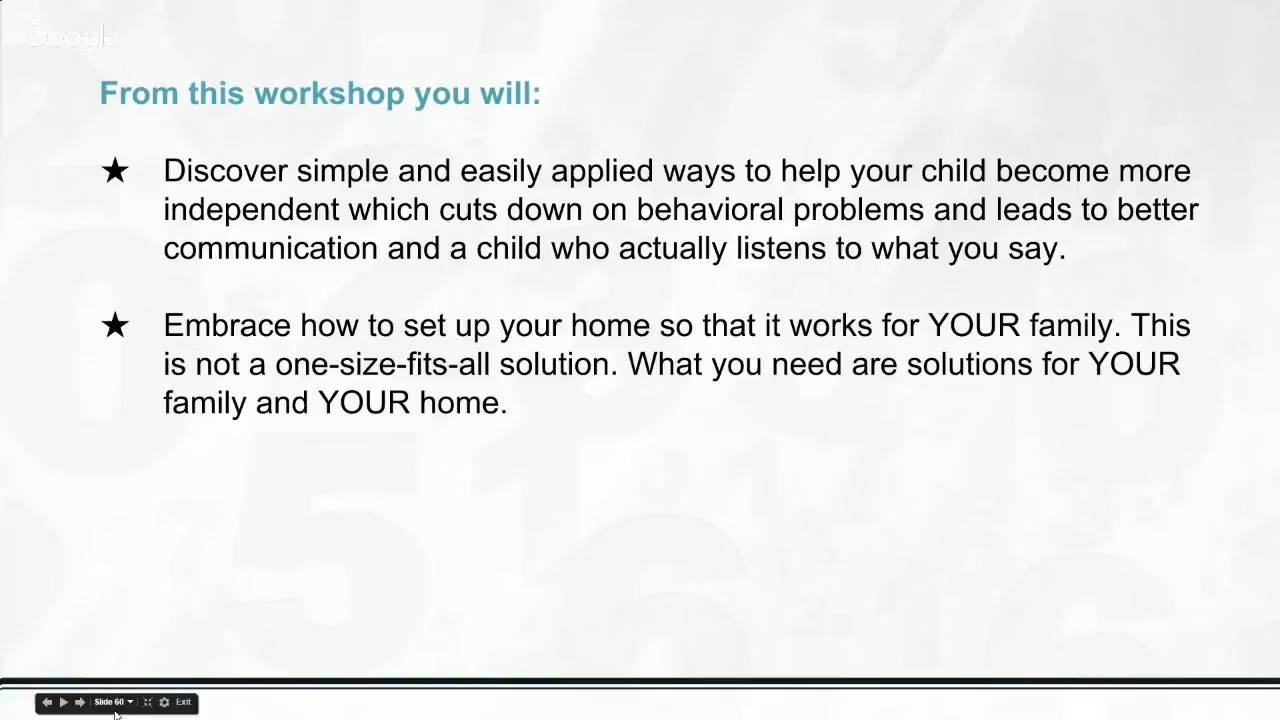 Google
From this workshop you will:
★ Discover simple and easily applied ways to help your child become more
independent which cuts down on behavioral problems and leads to better
communication and a child who actually listens to what you say.
★ Embrace how to set up your home so that it works for YOUR family. This
is not a one-size-fits-all solution. What you need are solutions for YOUR
family and YOUR home.
Slide 60 Exit